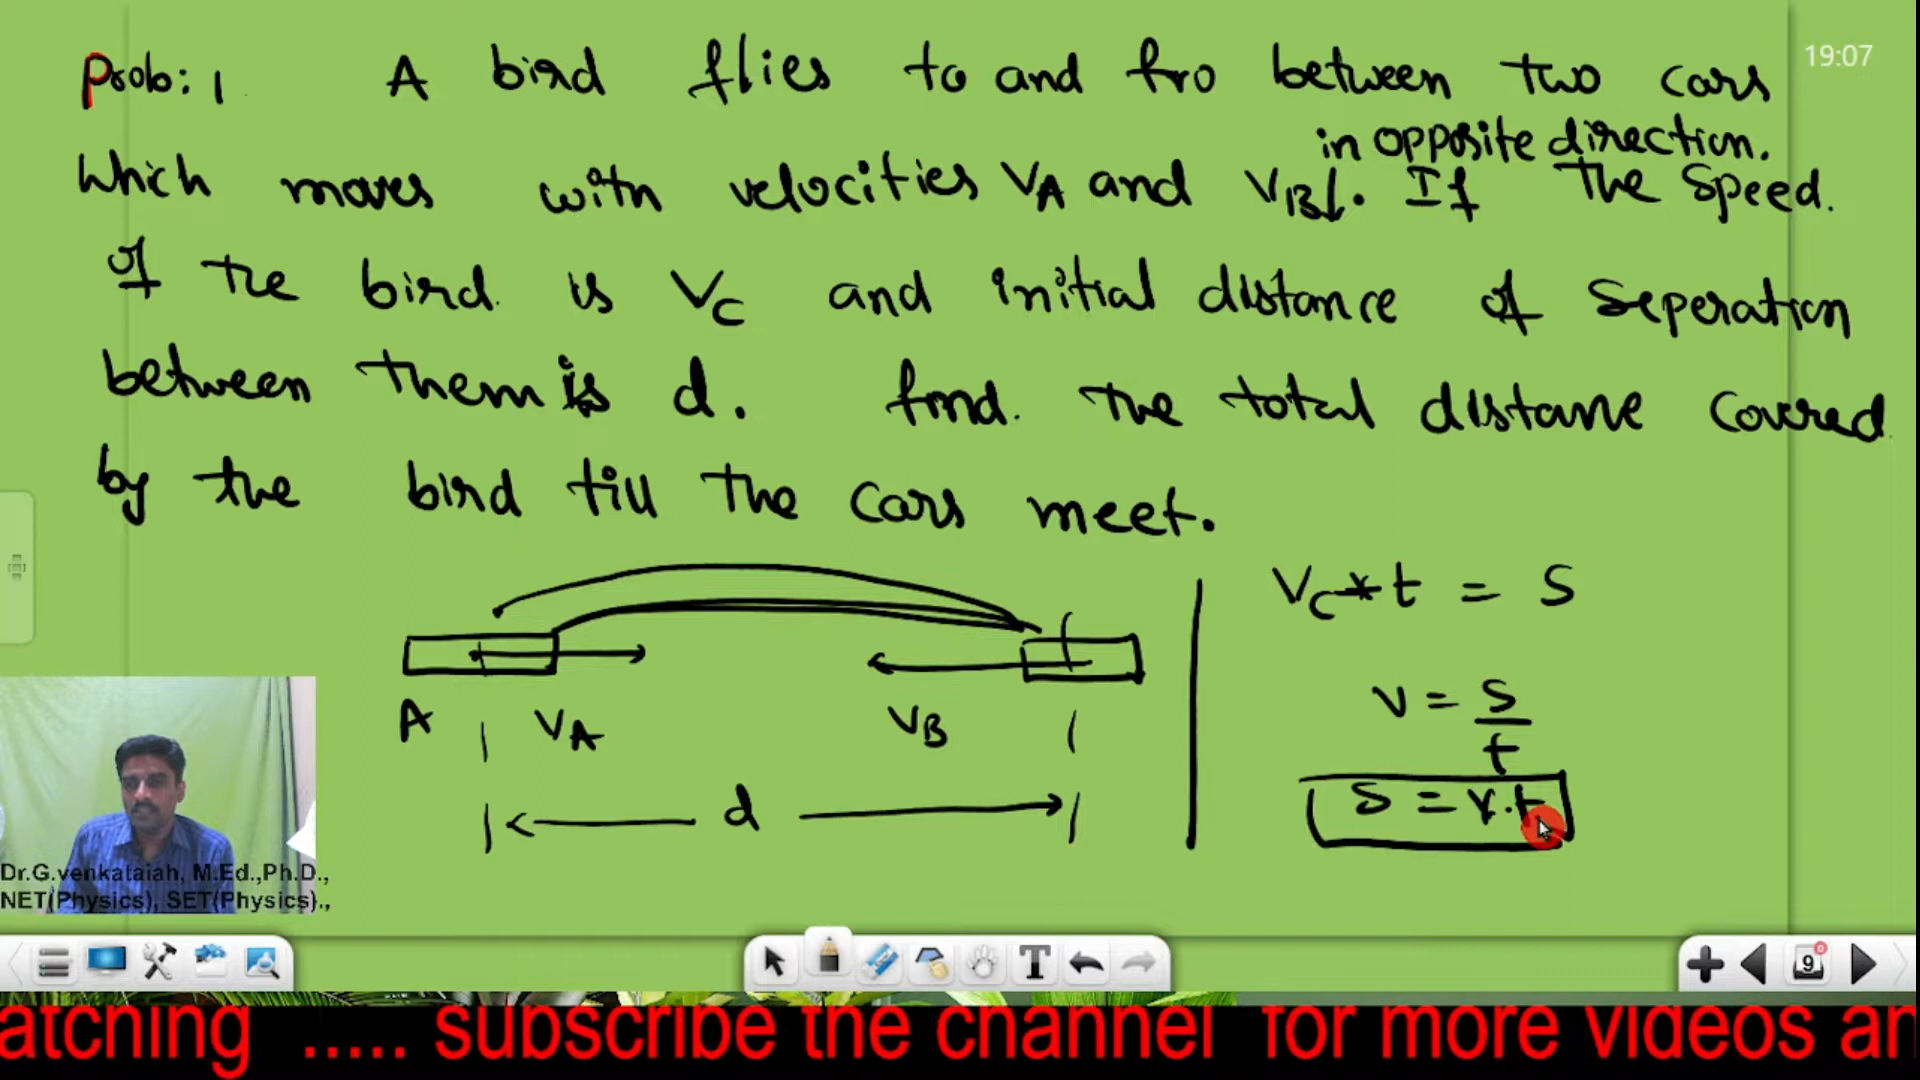 Prob: 1 A bird flies to and fro between two cars
in opposite direction.
Which moves with velocities VA and VB. If the Speed.
of the bird. is VC and initial distance of Seperation
between them is d. find. the total distane covered.
by the bird till the cars meet.
19:07
VC * t = S
v = S
t
S = v.t
A VA VB
d
Dr.G.venkataiah, M.Ed.,Ph.D.,
NET(Physics), SET(Physics).,
T
9
0
atching ..... subscribe the channel for more videos an